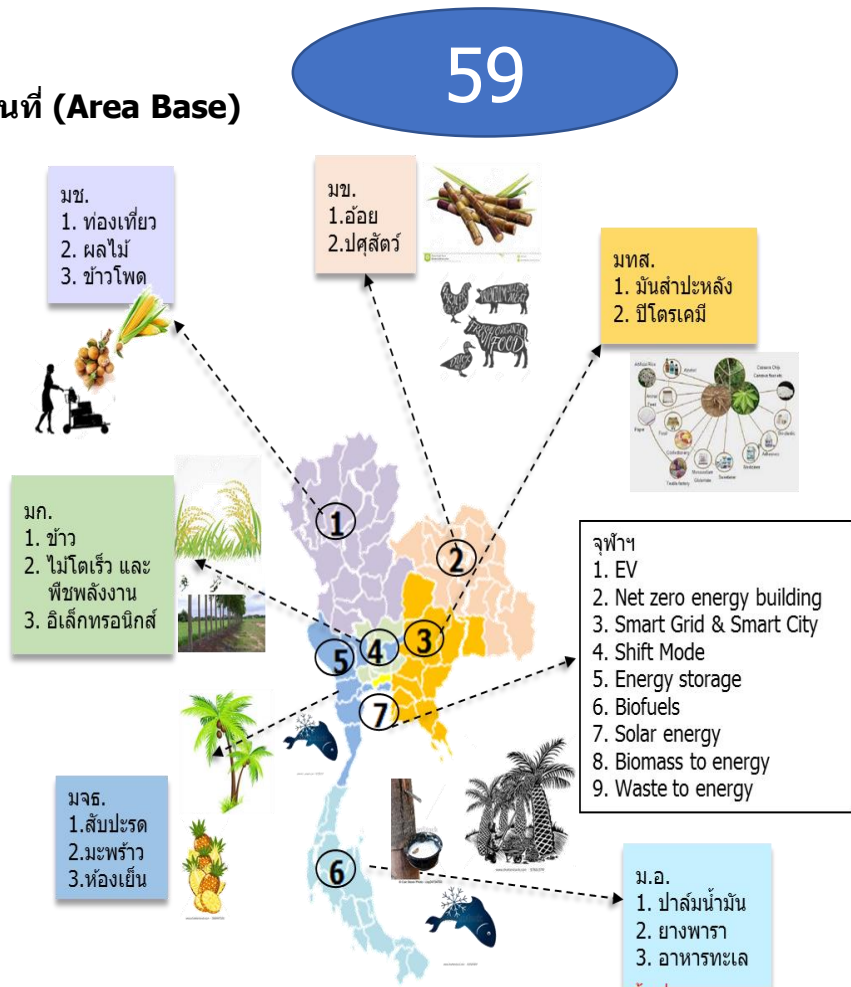 59
นที่ (Area Base)
มช.
1. ท่องเที่ยว
2. ผลไม้
3. ข้าวโพด
มข.
1.อ้อย
2.ปศุสัตว์
มทส.
1. มันสำปะหลัง
2. ปิโตรเคมี
มก.
1. ข้าว
2. ไม้โตเร็ว และ
พืชพลังงาน
3. อิเล็กทรอนิกส์
จุฬาฯ
1. EV
2. Net zero energy building
3. Smart Grid & Smart City
4. Shift Mode
5. Energy storage
6. Biofuels
7. Solar energy
8. Biomass to energy
9. Waste to energy
มจธ.
1.สับปะรด
2.มะพร้าว
3.ห้องเย็น
ม.อ.
1. ปาล์มน้ำมัน
2. ยางพารา
3. อาหารทะเล
1
2
3
4
5
7
6